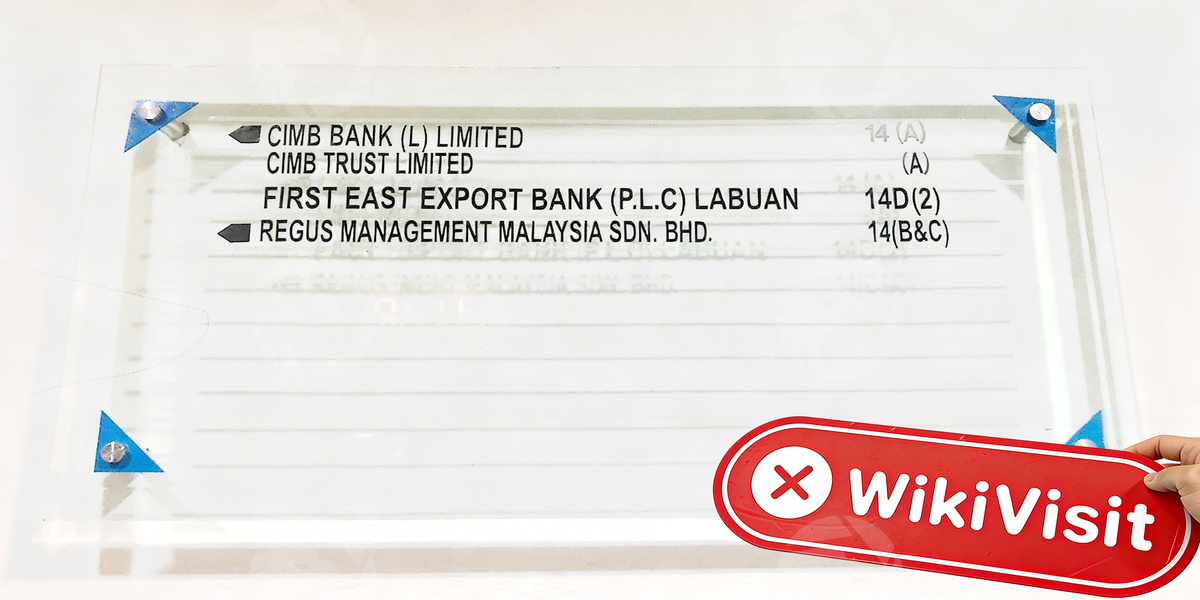 CIMB BANK (L) LIMITED 14 (A)
CIMB TRUST LIMITED (A)
FIRST EAST EXPORT BANK (P.L.C) LABUAN 14D(2)
REGUS MANAGEMENT MALAYSIA SDN. BHD. 14(B&C)
WikiVisit